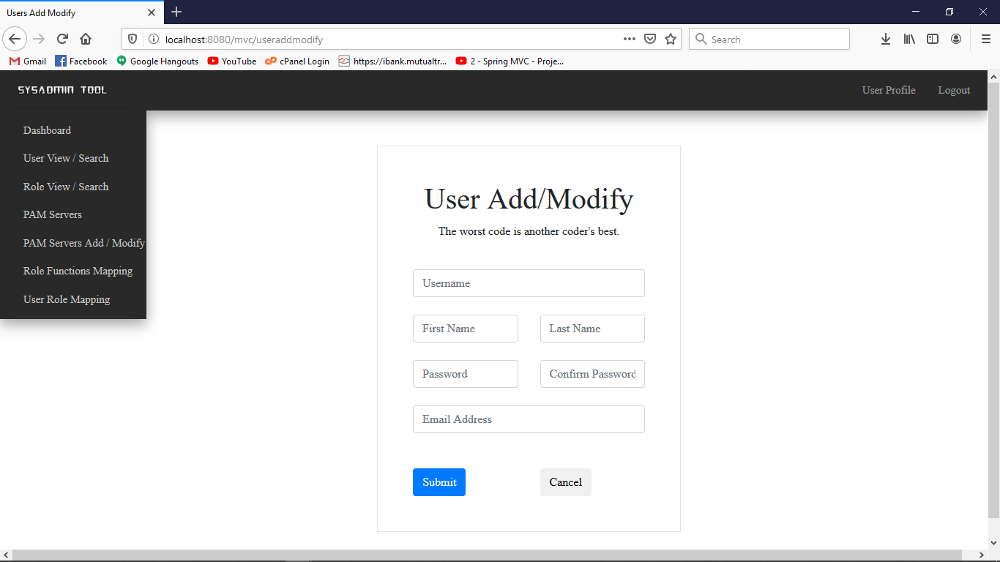 Users Add Modify
localhost:8080/mvc/useraddmodify
Search
Gmail Facebook Google Hangouts YouTube cPanel Login https://ibank.mutualtr... 2 - Spring MVC - Proje...
SYSADMIN TOOL
User Profile Logout
Dashboard
User View / Search
Role View / Search
PAM Servers
PAM Servers Add / Modify
Role Functions Mapping
User Role Mapping
User Add/Modify
The worst code is another coder's best.
Username
First Name Last Name
Password Confirm Password
Email Address
Submit Cancel